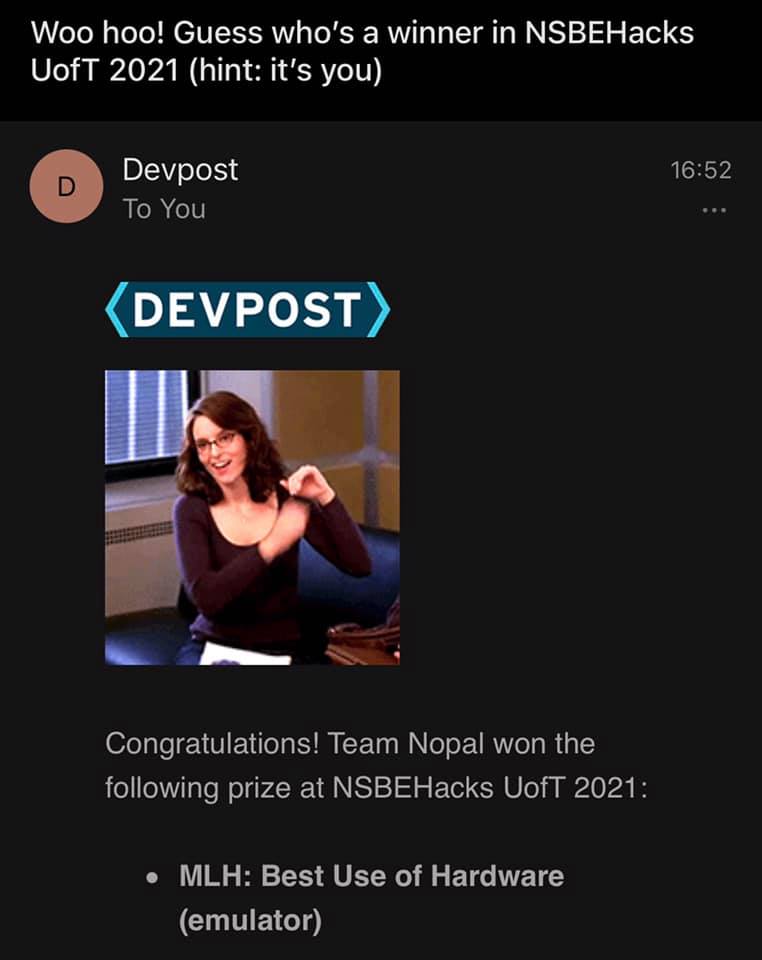 Woo hoo! Guess who’s a winner in NSBEHacks
UofT 2021 (hint: it’s you)
D
Devpost
16:52
To You
...
DEVPOST
Congratulations! Team Nopal won the
following prize at NSBEHacks UofT 2021:
• MLH: Best Use of Hardware
(emulator)